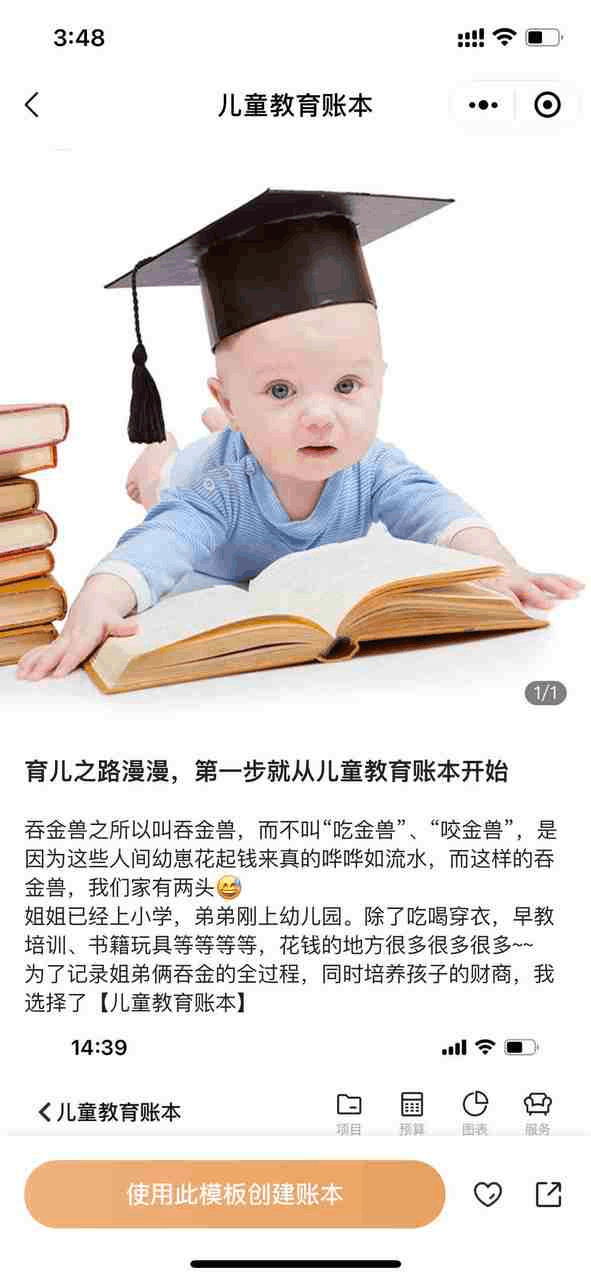 3:48
儿童教育账本
1/1
育儿之路漫漫，第一步就从儿童教育账本开始
吞金兽之所以叫吞金兽，而不叫“吃金兽”、“咬金兽”，是
因为这些人间幼崽花起钱来真的哗哗如流水，而这样的吞
金兽，我们家有两头😅
姐姐已经上小学，弟弟刚上幼儿园。除了吃喝穿衣，早教
培训、书籍玩具等等等等，花钱的地方很多很多很多~~
为了记录姐弟俩吞金的全过程，同时培养孩子的财商，我
选择了【儿童教育账本】
14:39
儿童教育账本
项目 预算 图表 服务
使用此模板创建账本